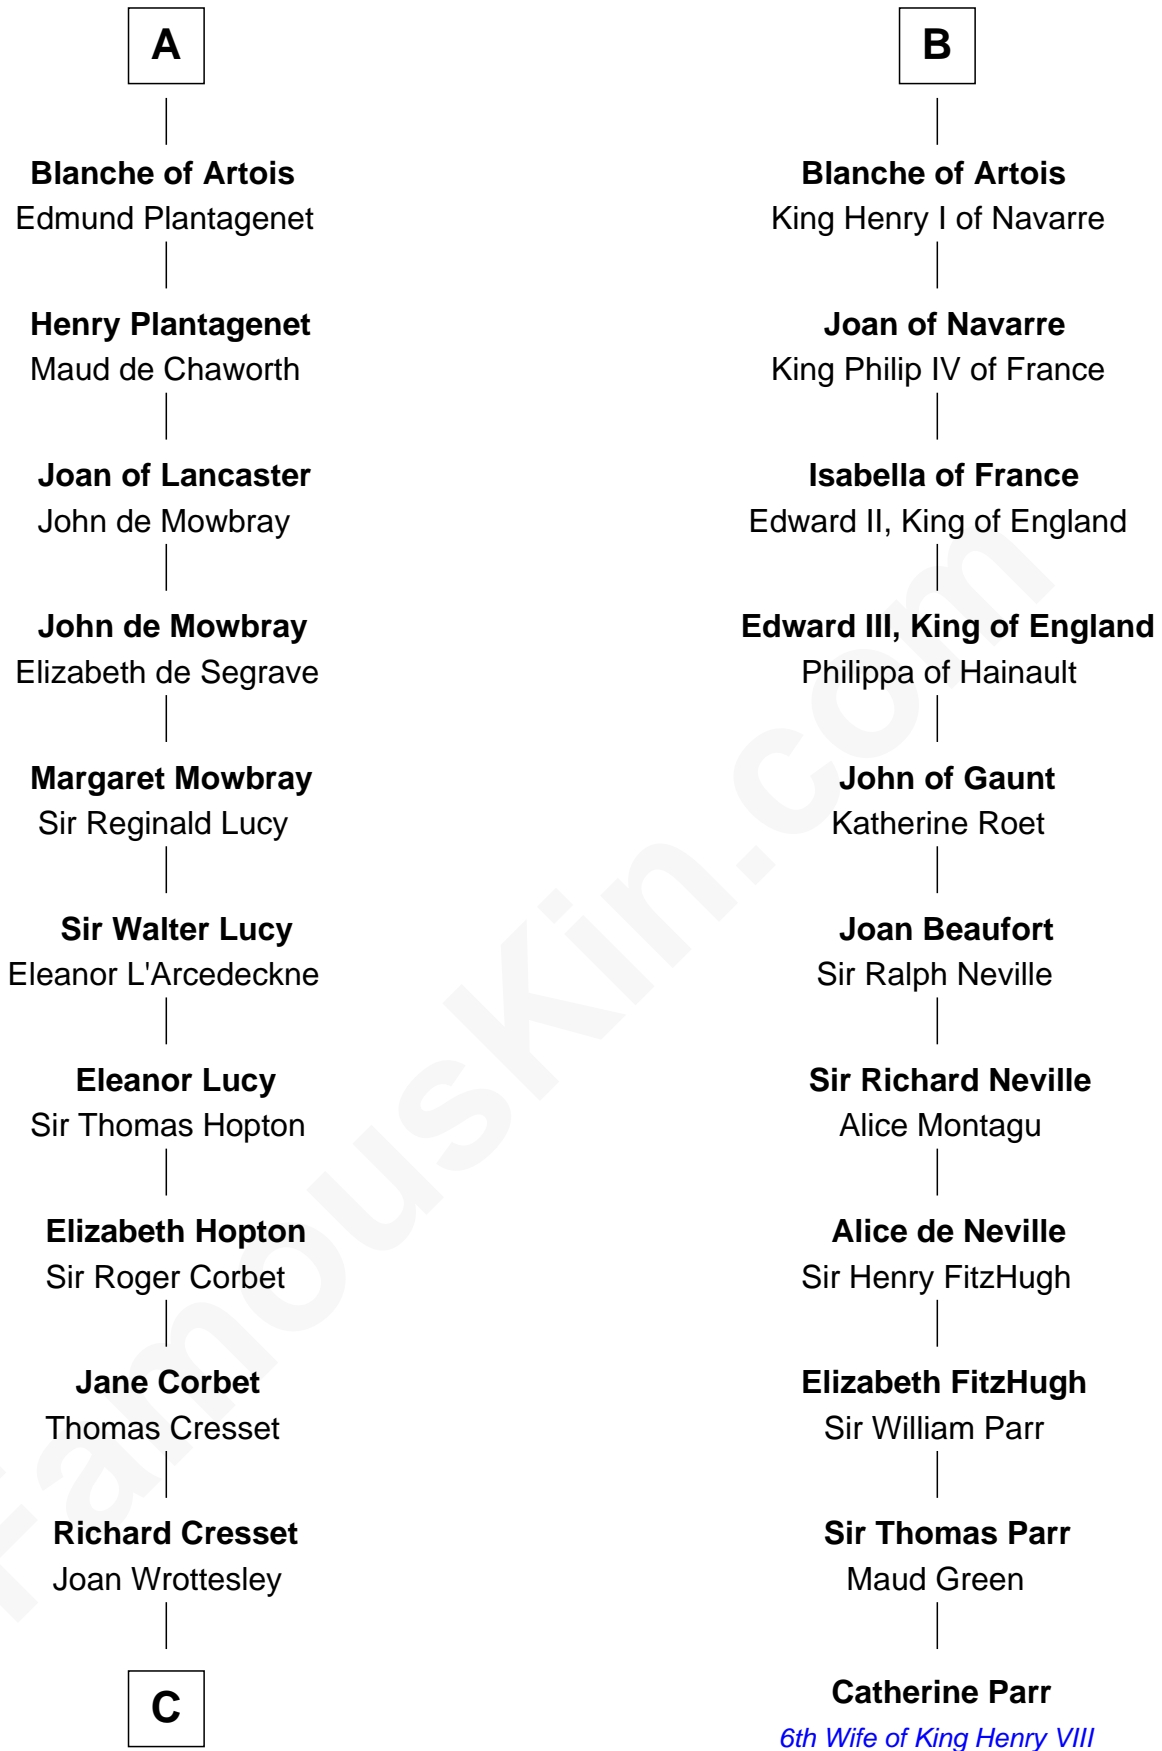 A
Blanche of Artois
Edmund Plantagenet
Henry Plantagenet
Maud de Chaworth
Joan of Lancaster
John de Mowbray
John de Mowbray
Elizabeth de Segrave
Margaret Mowbray
Sir Reginald Lucy
Sir Walter Lucy
Eleanor L'Arcedeckne
Eleanor Lucy
Sir Thomas Hopton
Elizabeth Hopton
Sir Roger Corbet
Jane Corbet
Thomas Cresset
Richard Cresset
Joan Wrottesley
C
B
Blanche of Artois
King Henry I of Navarre
Joan of Navarre
King Philip IV of France
Isabella of France
Edward II, King of England
Edward III, King of England
Philippa of Hainault
John of Gaunt
Katherine Roet
Joan Beaufort
Sir Ralph Neville
Sir Richard Neville
Alice Montagu
Alice de Neville
Sir Henry FitzHugh
Elizabeth FitzHugh
Sir William Parr
Sir Thomas Parr
Maud Green
Catherine Parr
6th Wife of King Henry VIII
FamousKin.com